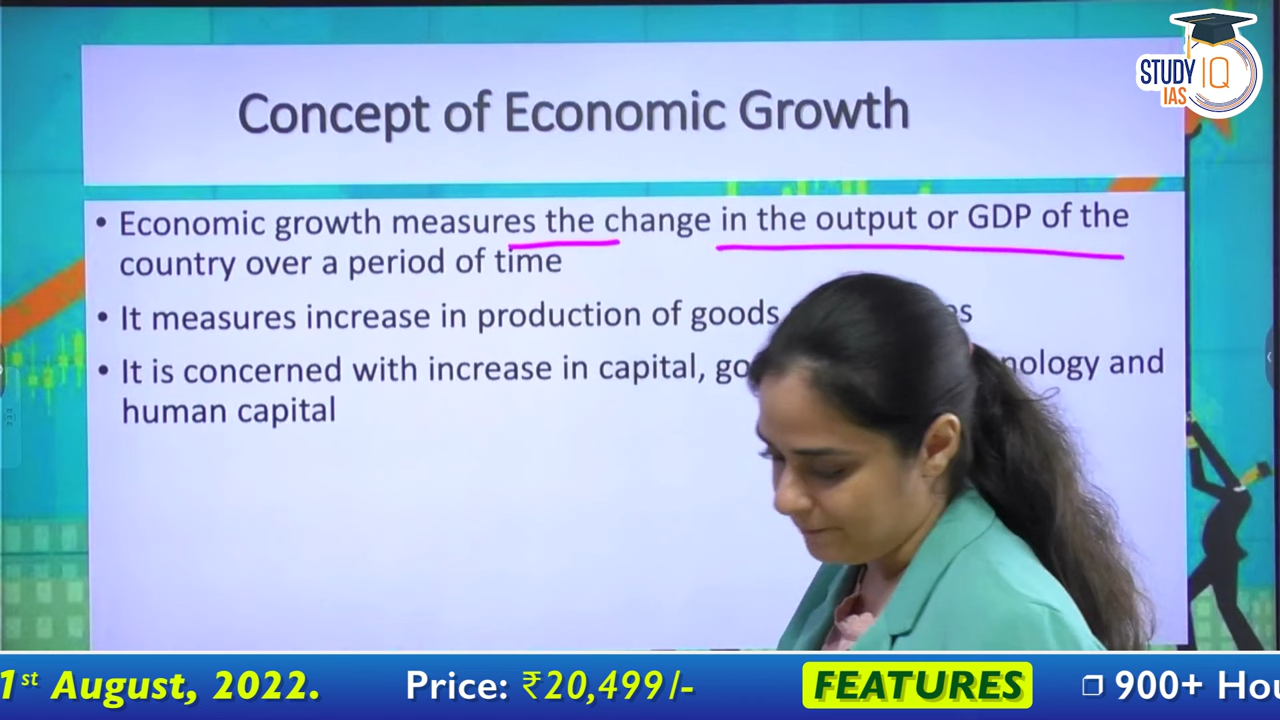 STUDY IQ
IAS
Concept of Economic Growth
• Economic growth measures the change in the output or GDP of the
country over a period of time
• It measures increase in production of goods
• It is concerned with increase in capital, and
human capital
1st August, 2022. Price: ₹20,499/- FEATURES ❐ 900+